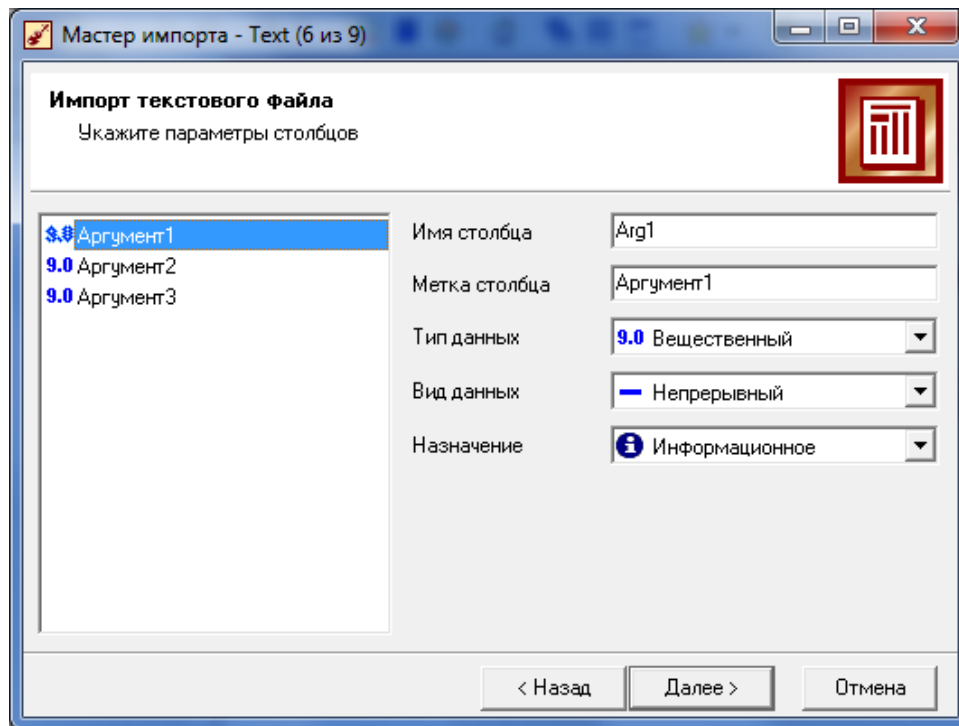 Мастер импорта - Text (6 из 9)
Импорт текстового файла
Укажите параметры столбцов
9.0 Аргумент1
9.0 Аргумент2
9.0 Аргумент3
Имя столбца Arg1
Метка столбца Аргумент1
Тип данных 9.0 Вещественный
Вид данных Непрерывный
Назначение Информационное
< Назад Далее > Отмена